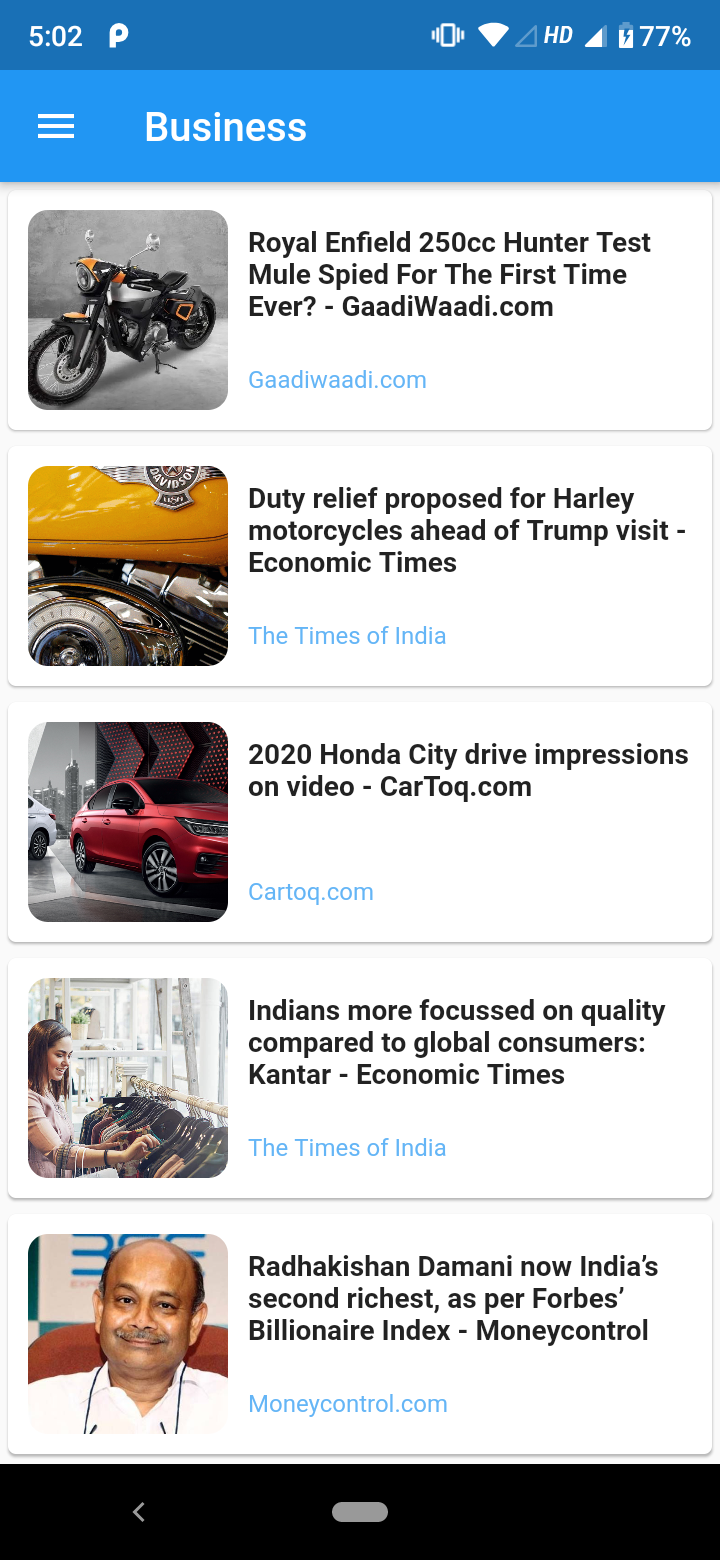 5:02
HD
77%
Business
Royal Enfield 250cc Hunter Test
Mule Spied For The First Time
Ever? - GaadiWaadi.com
Gaadiwaadi.com
DAVIDSON
USA
Duty relief proposed for Harley
motorcycles ahead of Trump visit -
Economic Times
The Times of India
2020 Honda City drive impressions
on video - CarToq.com
Cartoq.com
Indians more focussed on quality
compared to global consumers:
Kantar - Economic Times
The Times of India
Radhakishan Damani now India’s
second richest, as per Forbes’
Billionaire Index - Moneycontrol
Moneycontrol.com